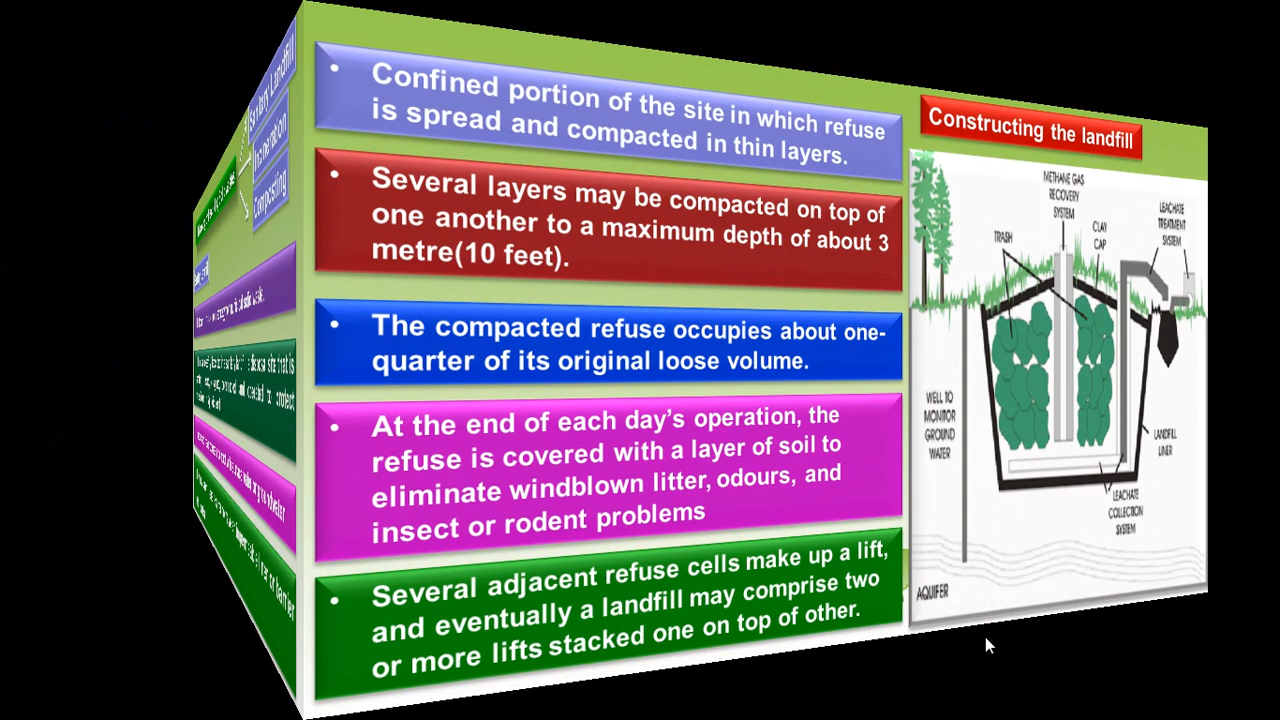 Sanitary Landfill
Incineration
Composting
• Confined portion of the site in which refuse
is spread and compacted in thin layers.
• Several layers may be compacted on top of
one another to a maximum depth of about 3
metre(10 feet).
• The compacted refuse occupies about one-
quarter of its original loose volume.
• At the end of each day’s operation, the
refuse is covered with a layer of soil to
eliminate windblown litter, odours, and
insect or rodent problems
• Several adjacent refuse cells make up a lift,
and eventually a landfill may comprise two
or more lifts stacked one on top of other.
Constructing the landfill
METHANE GAS
RECOVERY
SYSTEM
LEACHATE
TREATMENT
SYSTEM
CLAY
CAP
TRASH
WELL TO
MONITOR
GROUND
WATER
LANDFILL
LINER
LEACHATE
COLLECTION
SYSTEM
AQUIFER